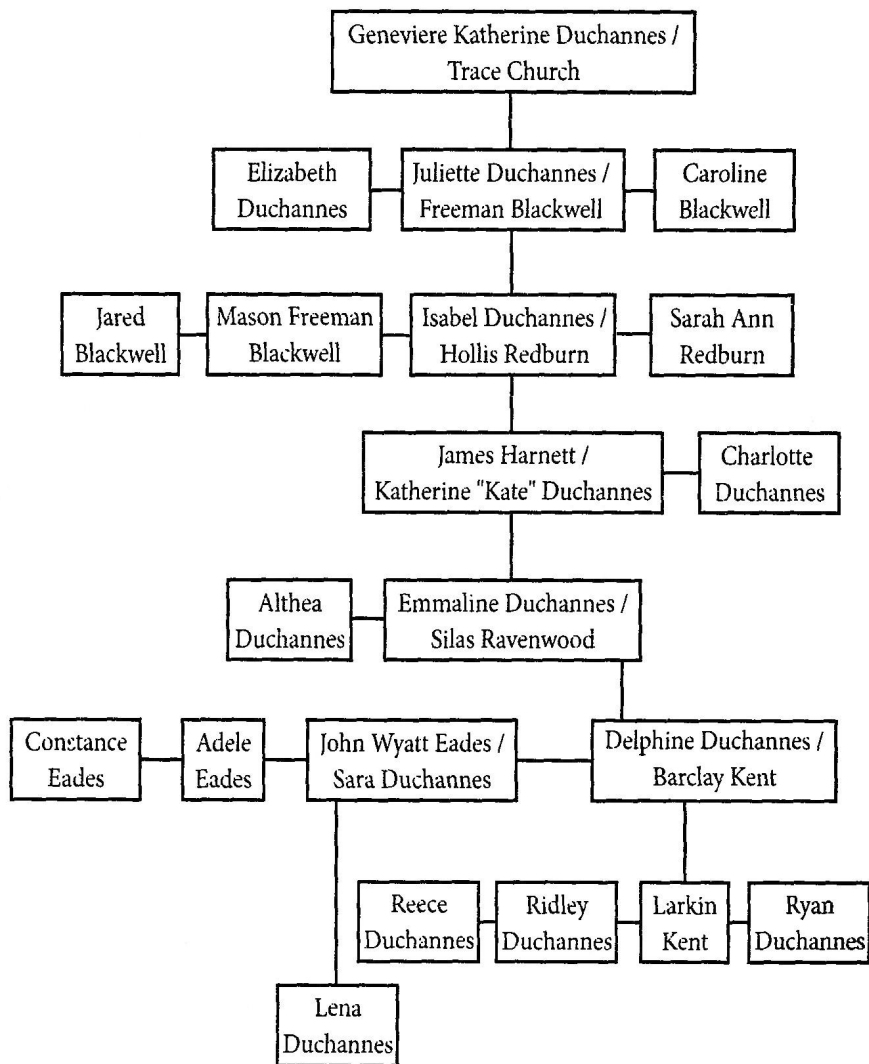 Geneviere Katherine Duchannes /
Trace Church
Elizabeth
Duchannes
Juliette Duchannes /
Freeman Blackwell
Caroline
Blackwell
Jared
Blackwell
Mason Freeman
Blackwell
Isabel Duchannes /
Hollis Redburn
Sarah Ann
Redburn
James Harnett /
Katherine "Kate" Duchannes
Charlotte
Duchannes
Althea
Duchannes
Emmaline Duchannes /
Silas Ravenwood
Constance
Eades
Adele
Eades
John Wyatt Eades /
Sara Duchannes
Delphine Duchannes /
Barclay Kent
Reece
Duchannes
Ridley
Duchannes
Larkin
Kent
Ryan
Duchannes
Lena
Duchannes